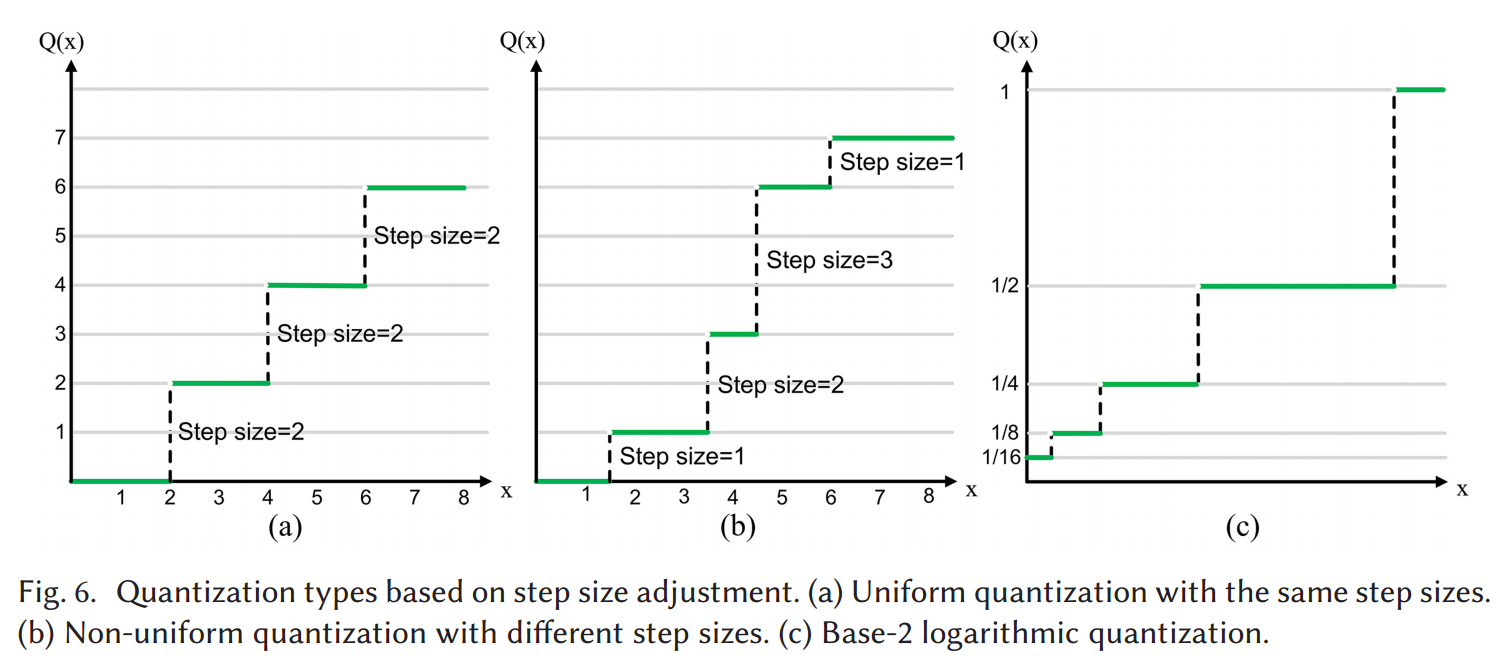 Q(x)
7
6
5
4
3
2
1
Step size=2
Step size=2
Step size=2
1 2 3 4 5 6 7 8 x
(a)
Q(x)
Step size=1
Step size=3
Step size=2
Step size=1
1 2 3 4 5 6 7 8 x
(b)
Q(x)
1
1/2
1/4
1/8
1/16
x
(c)
Fig. 6. Quantization types based on step size adjustment. (a) Uniform quantization with the same step sizes.
(b) Non-uniform quantization with different step sizes. (c) Base-2 logarithmic quantization.